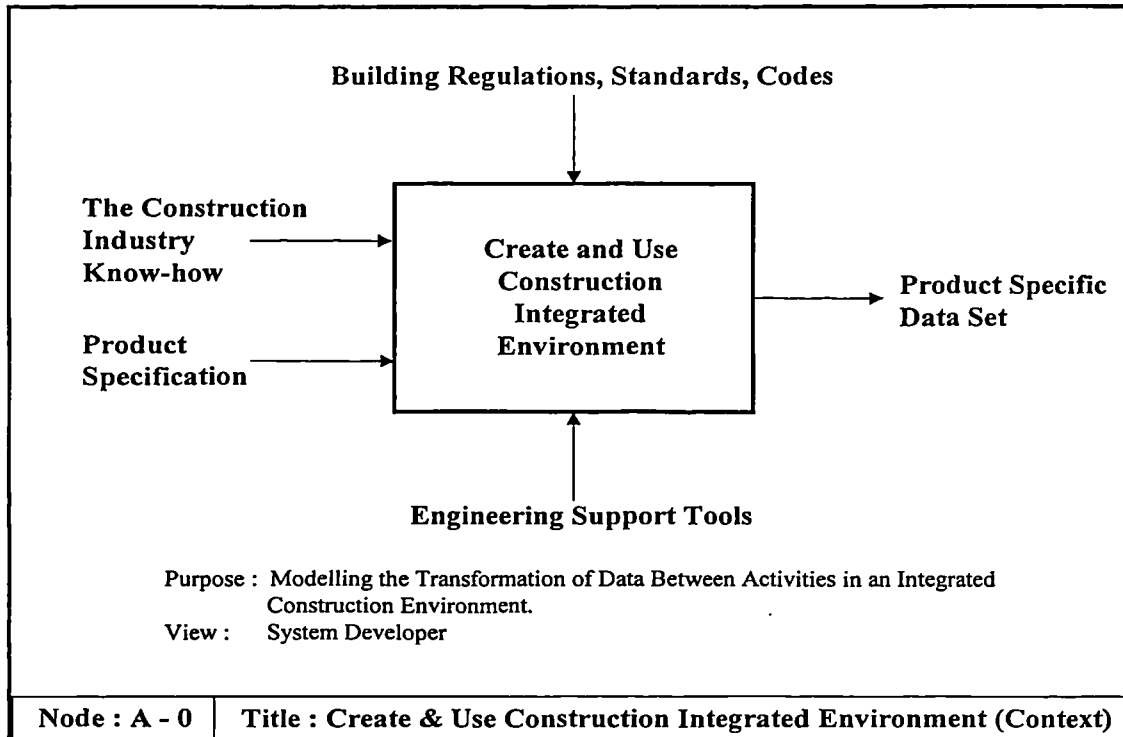 Building Regulations, Standards, Codes
The Construction
Industry
Know-how
Product
Specification
Create and Use
Construction
Integrated
Environment
Product Specific
Data Set
Engineering Support Tools
Purpose : Modelling the Transformation of Data Between Activities in an Integrated
Construction Environment.
View : System Developer
Node : A - 0
Title : Create & Use Construction Integrated Environment (Context)